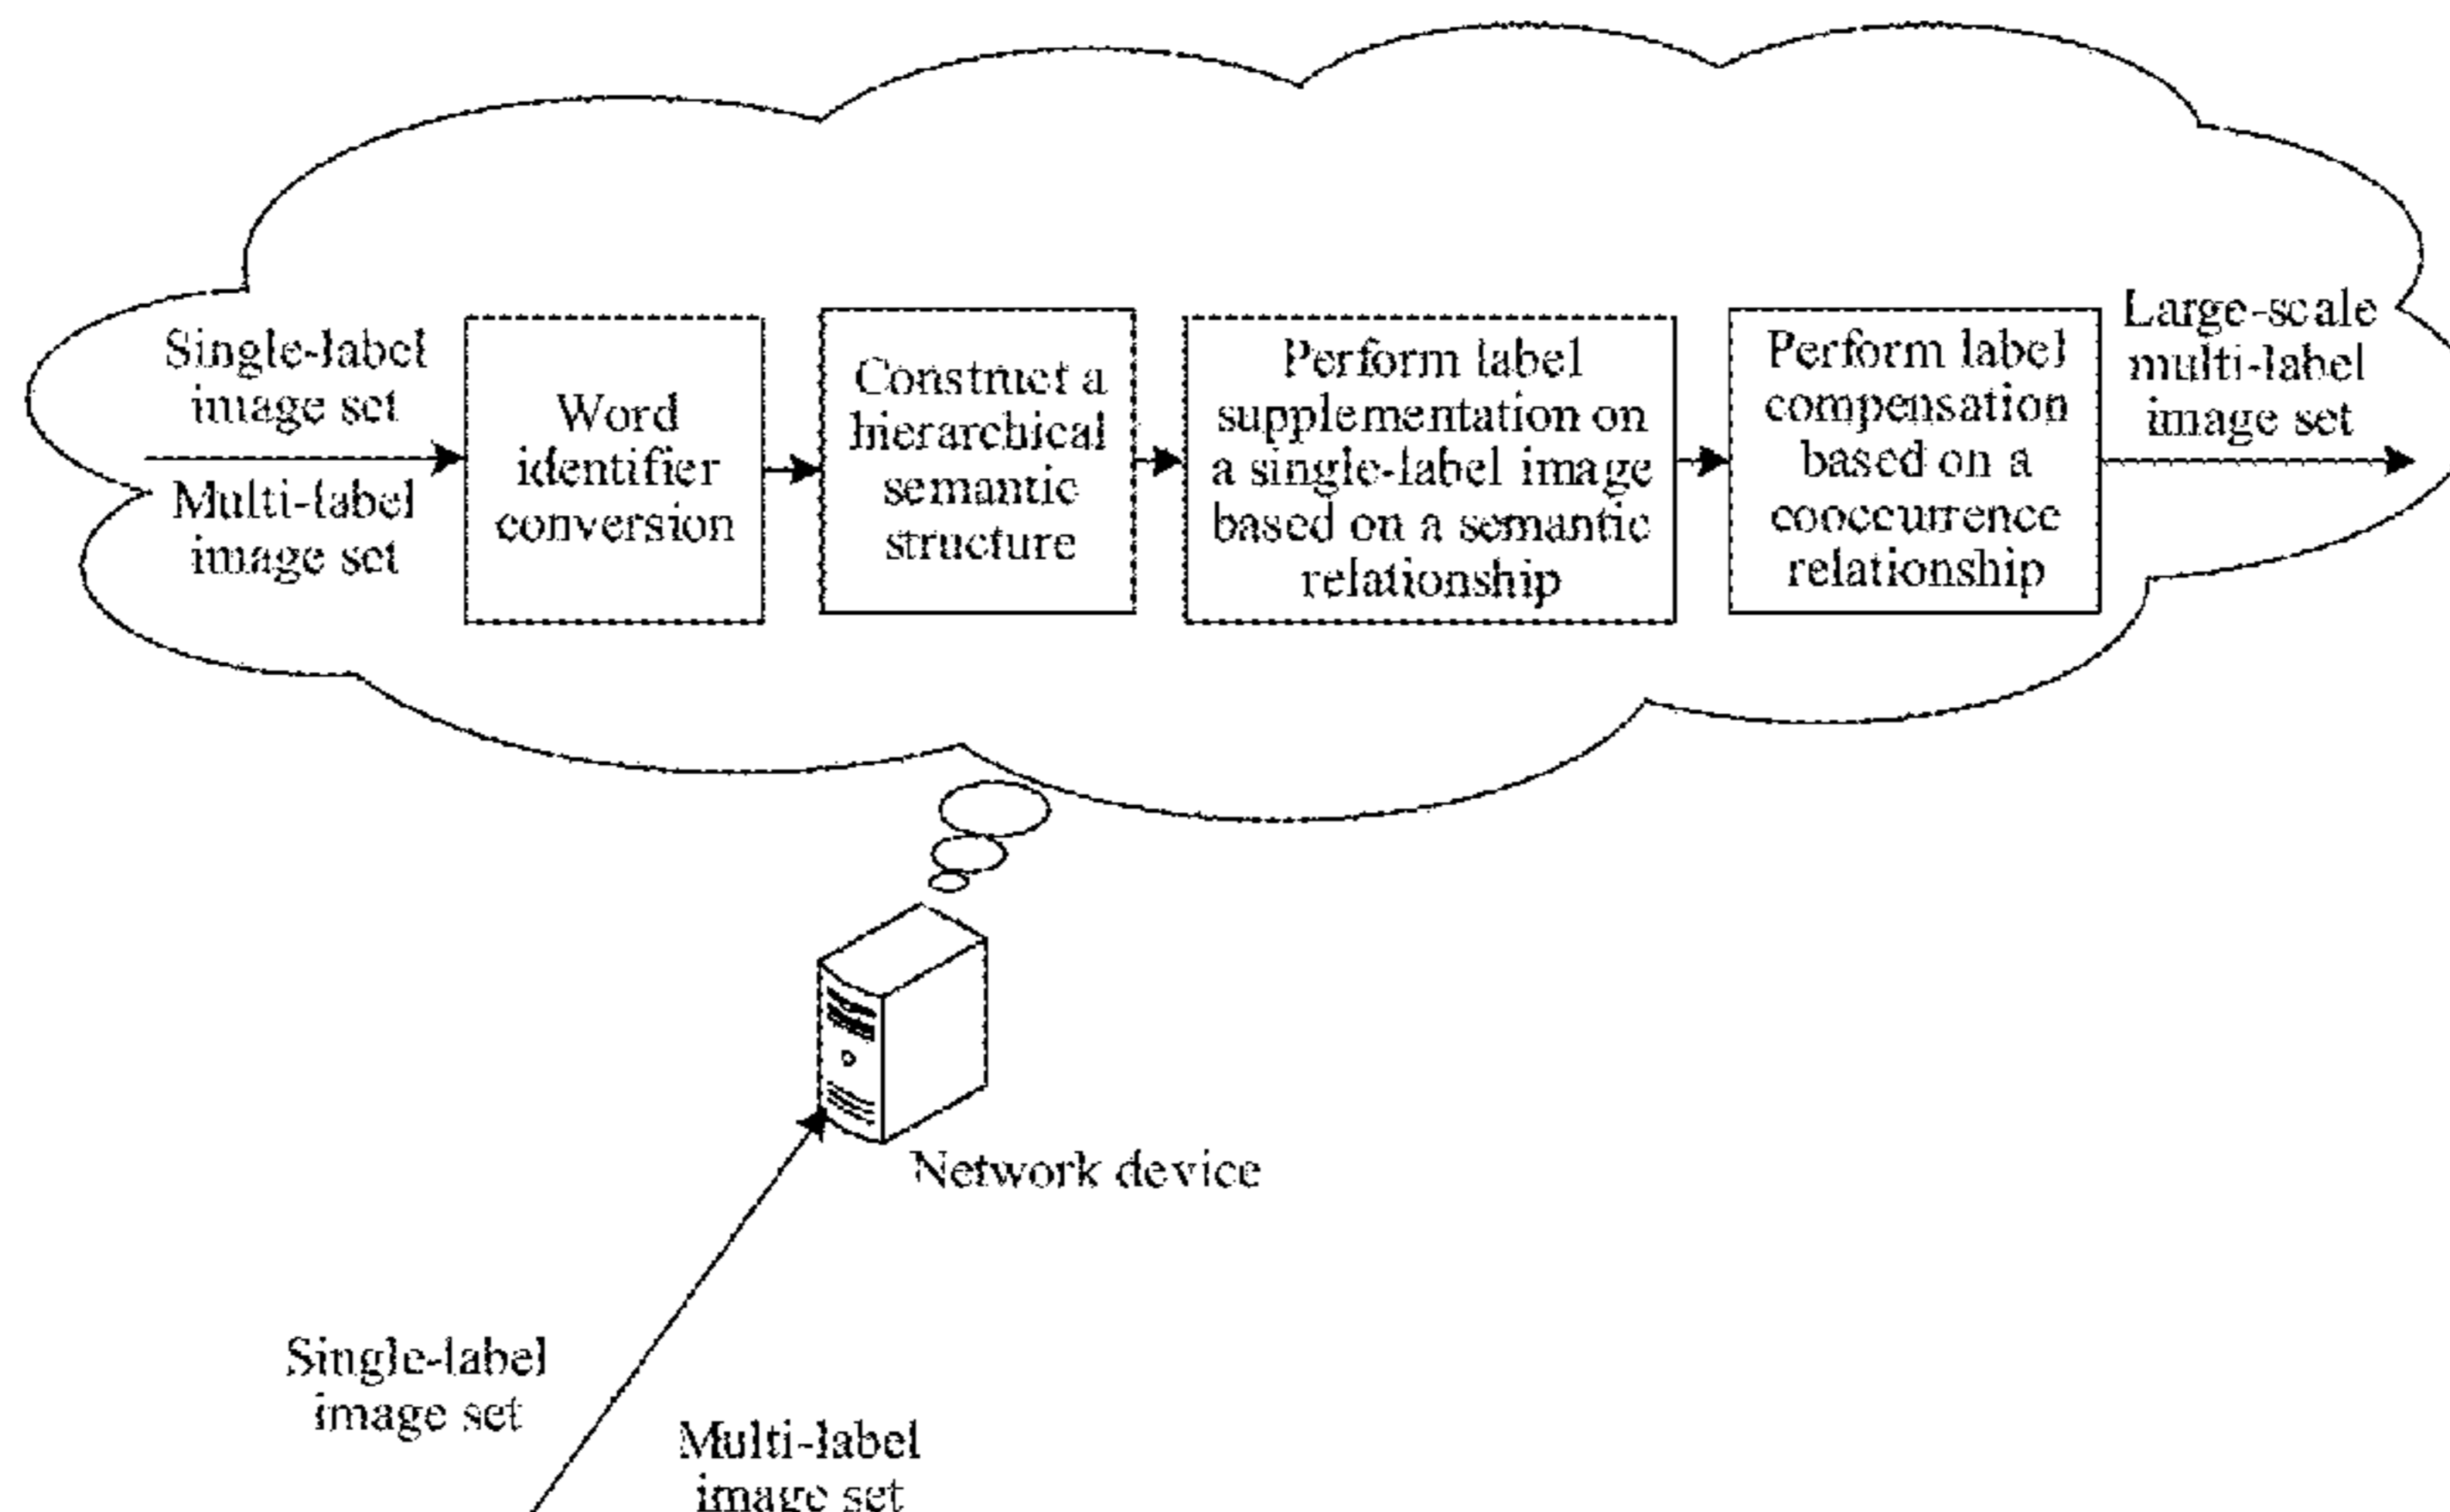 Single-label
image set
Multi-label
image set
Word
identifier
conversion
Construct a
hierarchical
semantic
structure
Perform label
supplementation on
a single-label image
based on a semantic
relationship
Perform label
compensation
based on a
cooccurrence
relationship
Large-scale
multi-label
image set
Network device
Single-label
image set
Multi-label
image set